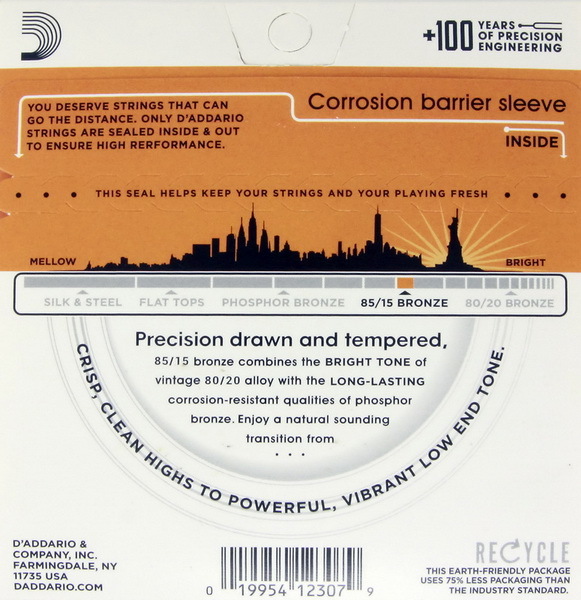 +100 YEARS
OF PRECISION
ENGINEERING
YOU DESERVE STRINGS THAT CAN
GO THE DISTANCE. ONLY D'ADDARIO
STRINGS ARE SEALED INSIDE & OUT
TO ENSURE HIGH RERFORMANCE.
Corrosion barrier sleeve
INSIDE
• • • THIS SEAL HELPS KEEP YOUR STRINGS AND YOUR PLAYING FRESH • • •
MELLOW
BRIGHT
SILK & STEEL FLAT TOPS PHOSPHOR BRONZE 85/15 BRONZE 80/20 BRONZE
Precision drawn and tempered,
85/15 bronze combines the BRIGHT TONE of
vintage 80/20 alloy with the LONG-LASTING
corrosion-resistant qualities of phosphor
bronze. Enjoy a natural sounding
transition from
...
CRISP, CLEAN HIGHS TO POWERFUL, VIBRANT LOW END TONE.
D'ADDARIO &
COMPANY, INC.
FARMINGDALE, NY
11735 USA
DADDARIO.COM
0 19954 12307 9
RECYCLE
THIS EARTH-FRIENDLY PACKAGE
USES 75% LESS PACKAGING THAN
THE INDUSTRY STANDARD.